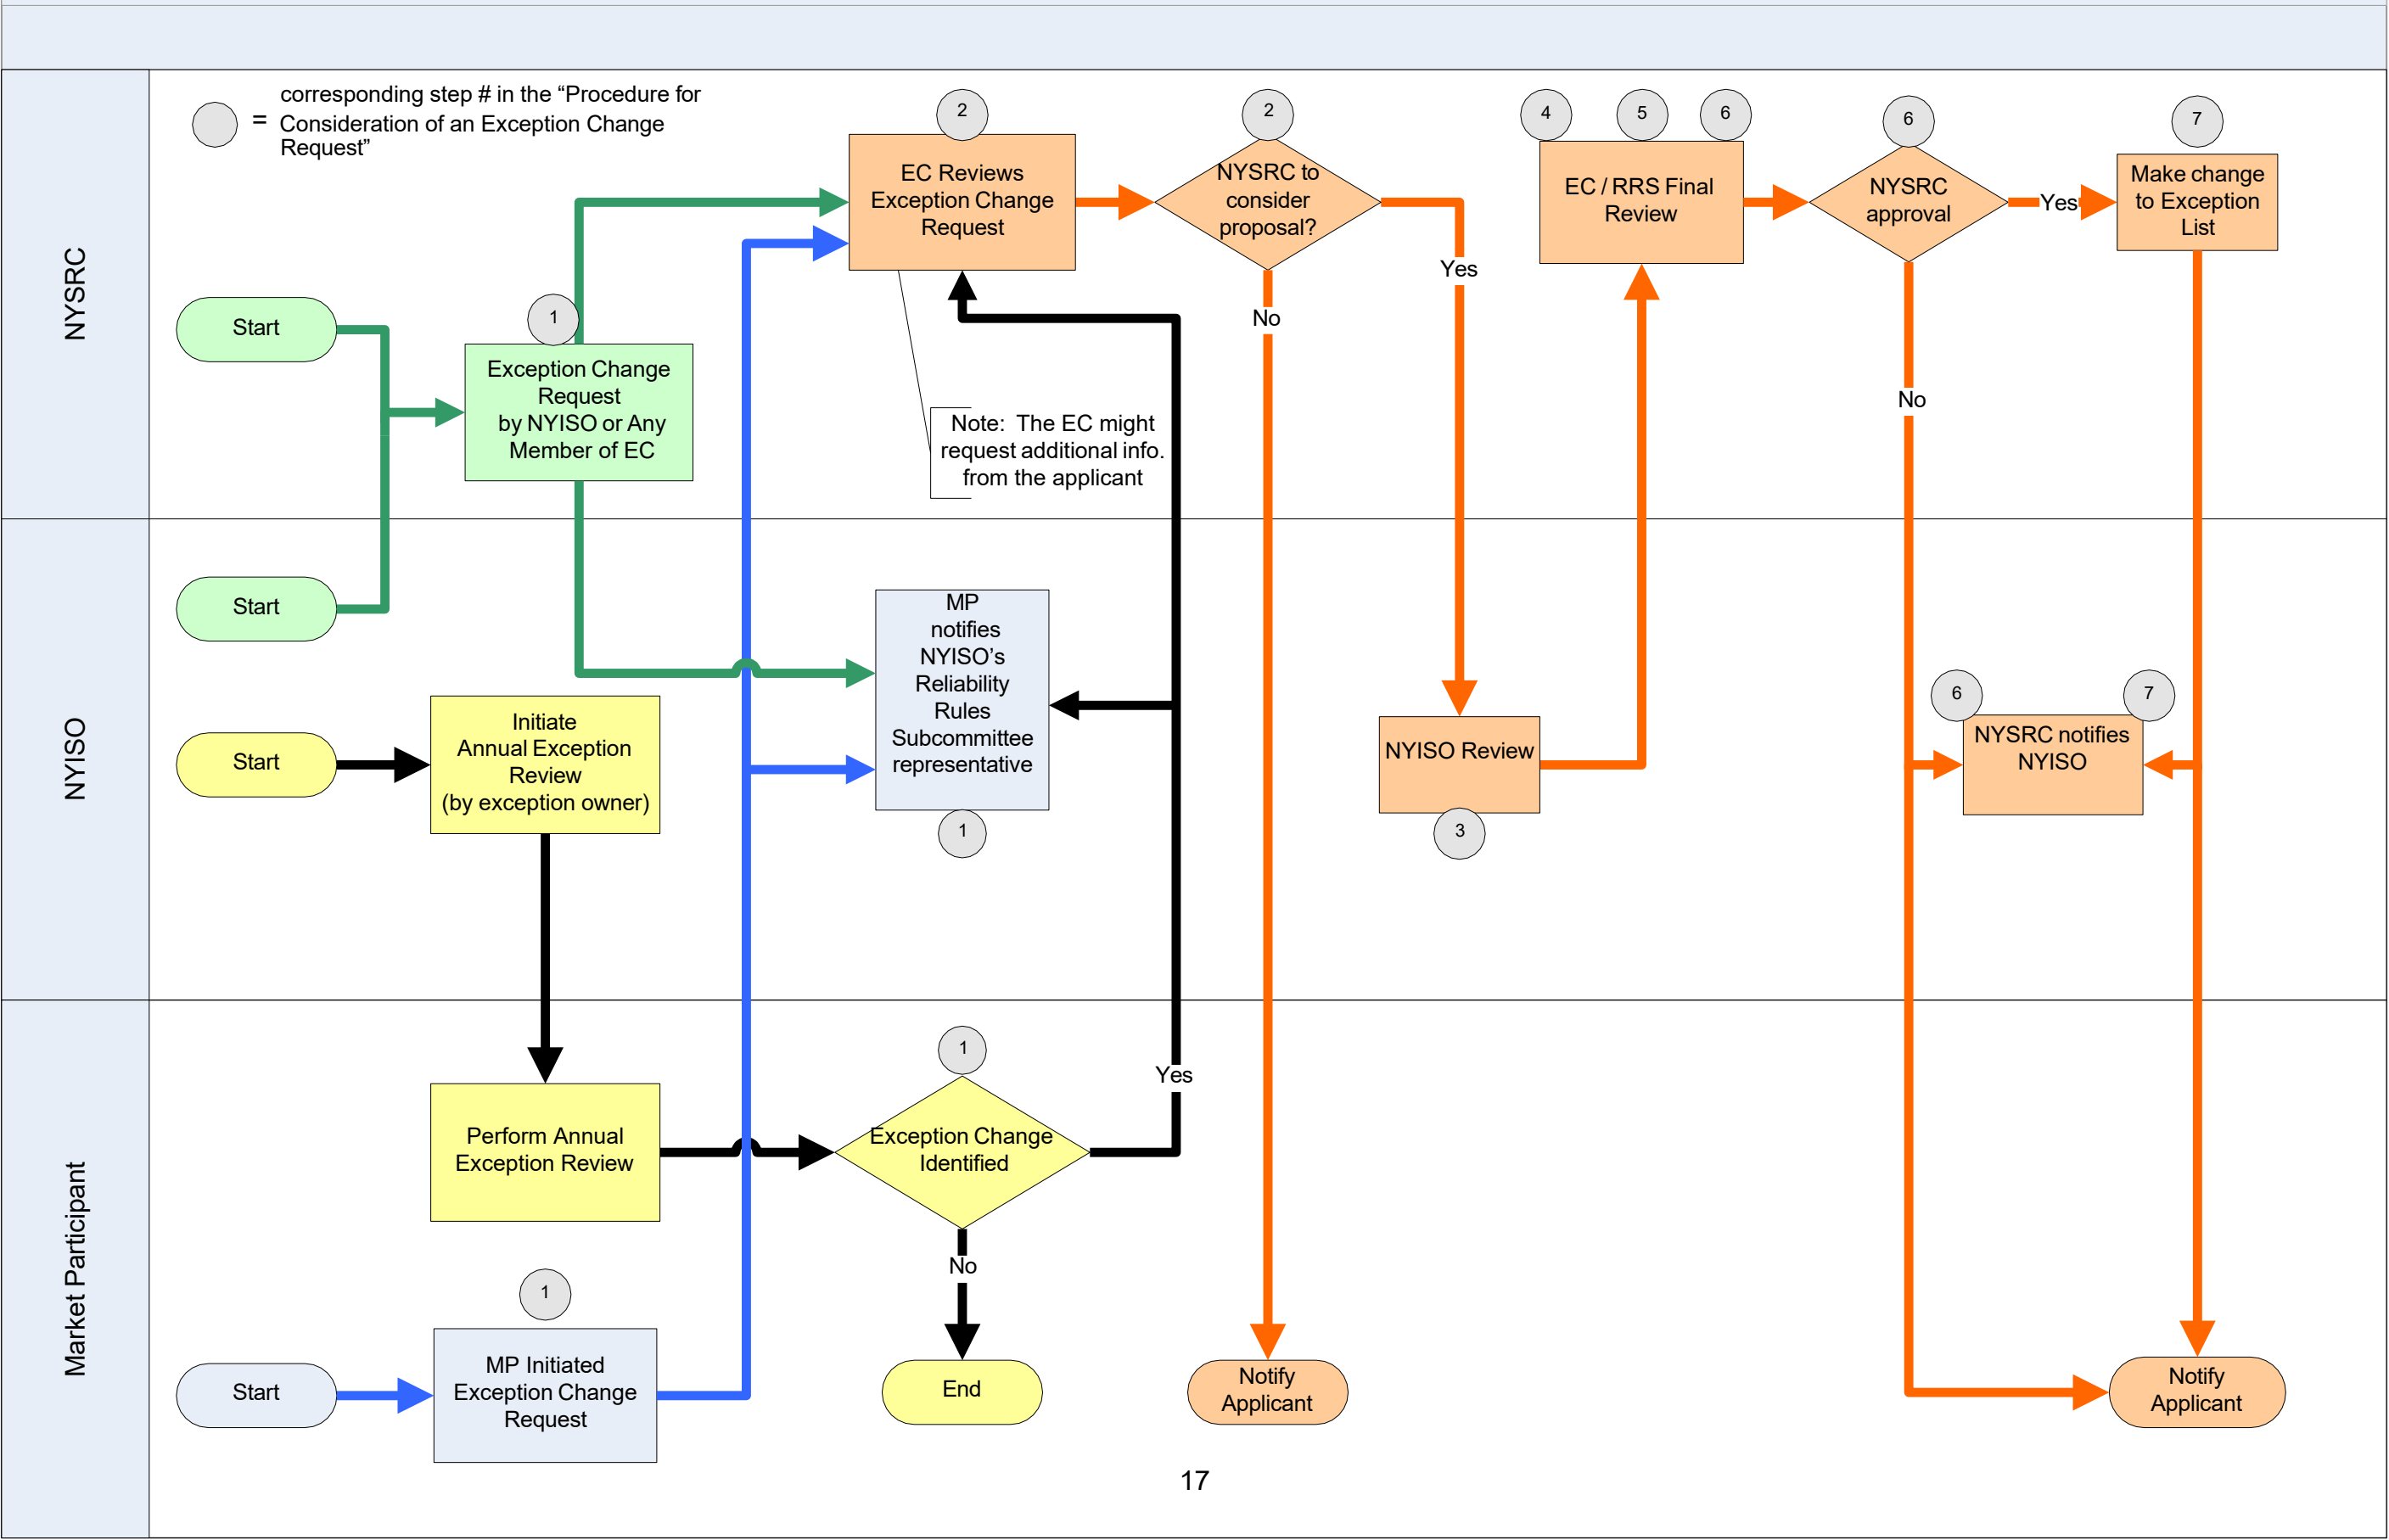 corresponding step # in the “Procedure for
= Consideration of an Exception Change
Request”
NYSRC
Start
1
Exception Change
Request
by NYISO or Any
Member of EC
2
EC Reviews
Exception Change
Request
Note: The EC might
request additional info.
from the applicant
2
NYSRC to
consider
proposal?
Yes
No
4
5
6
EC / RRS Final
Review
6
NYSRC
approval
Yes
No
7
Make change
to Exception
List
NYISO
Start
Start
Initiate
Annual Exception
Review
(by exception owner)
MP
notifies
NYISO’s
Reliability
Rules
Subcommittee
representative
1
NYISO Review
3
6
7
NYSRC notifies
NYISO
Market Participant
Perform Annual
Exception Review
1
Exception Change
Identified
Yes
No
End
Start
1
MP Initiated
Exception Change
Request
Notify
Applicant
Notify
Applicant
17